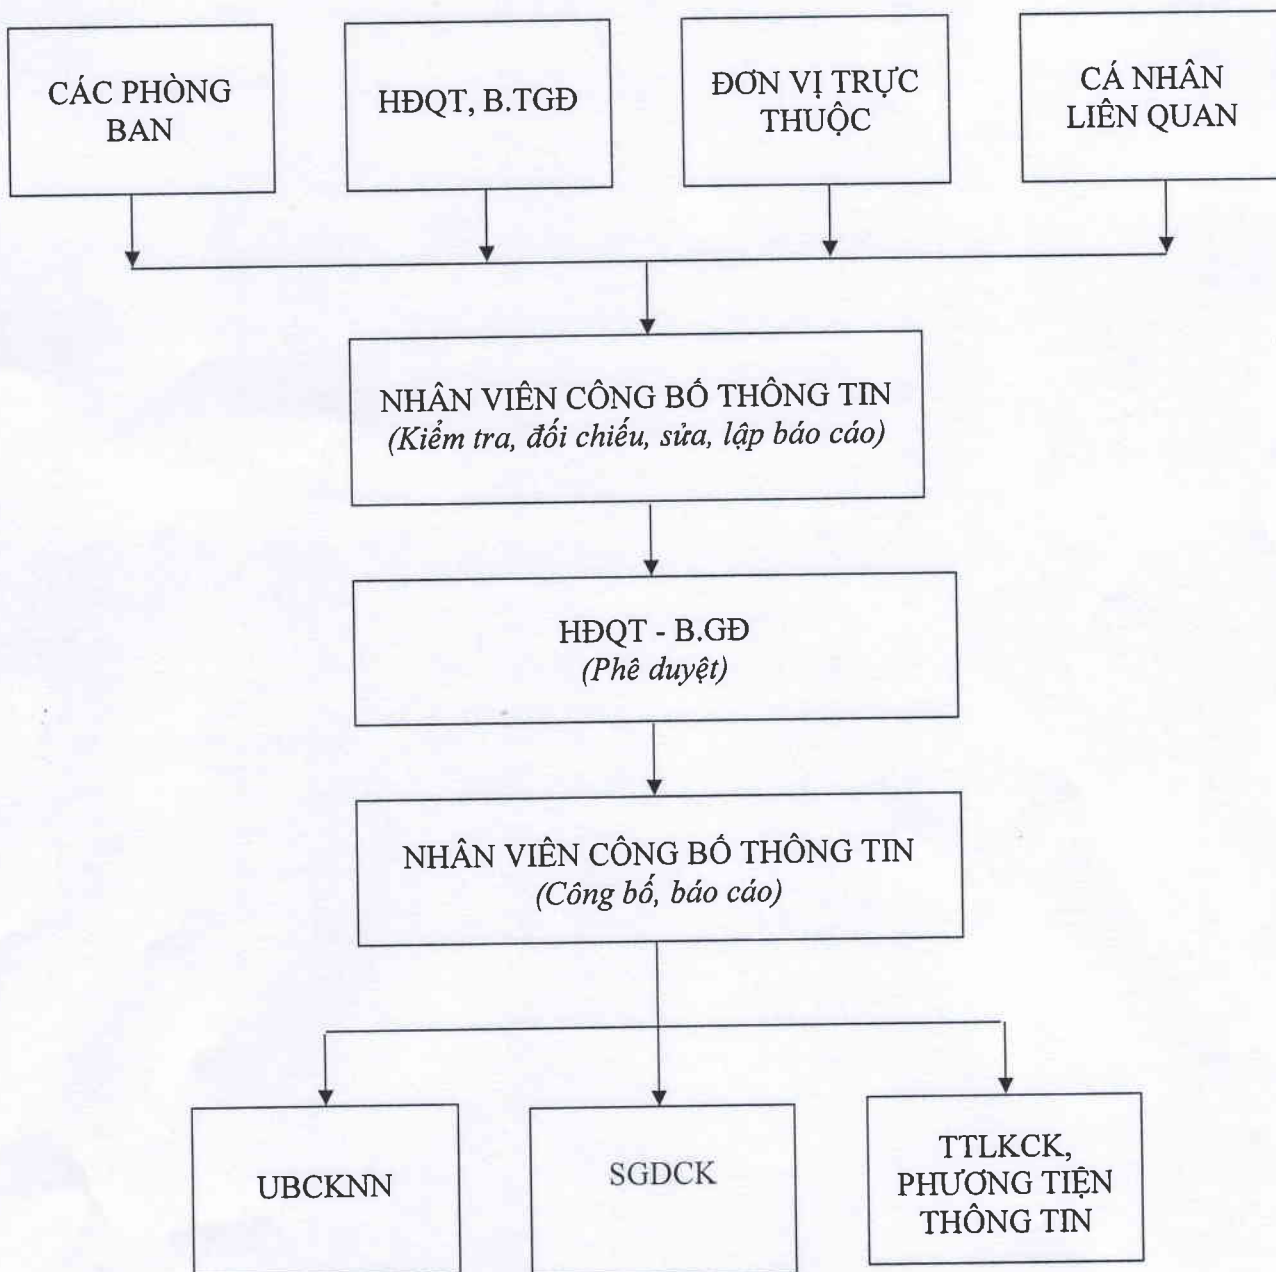 CÁC PHÒNG
BAN
HĐQT, B.TGĐ
ĐƠN VỊ TRỰC
THUỘC
CÁ NHÂN
LIÊN QUAN
NHÂN VIÊN CÔNG BỐ THÔNG TIN
(Kiểm tra, đối chiếu, sửa, lập báo cáo)
HĐQT - B.GĐ
(Phê duyệt)
NHÂN VIÊN CÔNG BỐ THÔNG TIN
(Công bố, báo cáo)
UBCKNN
SGDCK
TTLKCK,
PHƯƠNG TIỆN
THÔNG TIN